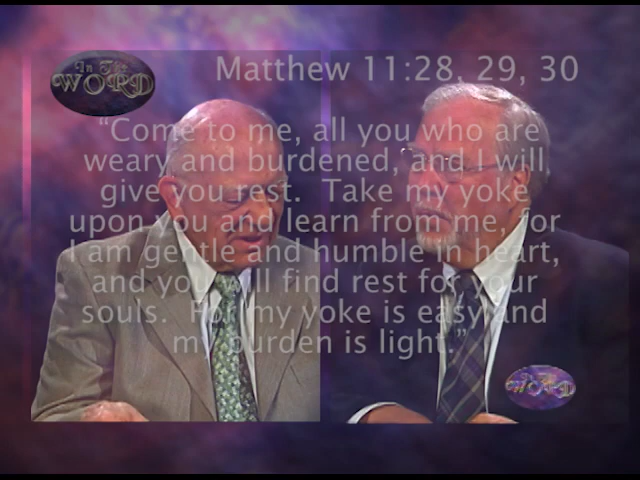 In The
WORD
Matthew 11:28, 29, 30
“Come to me, all you who are
weary and burdened, and I will
give you rest.  Take my yoke
upon you and learn from me, for
I am gentle and humble in heart,
and you will find rest for your
souls.  For my yoke is easy and
my burden is light.”
In The
WORD